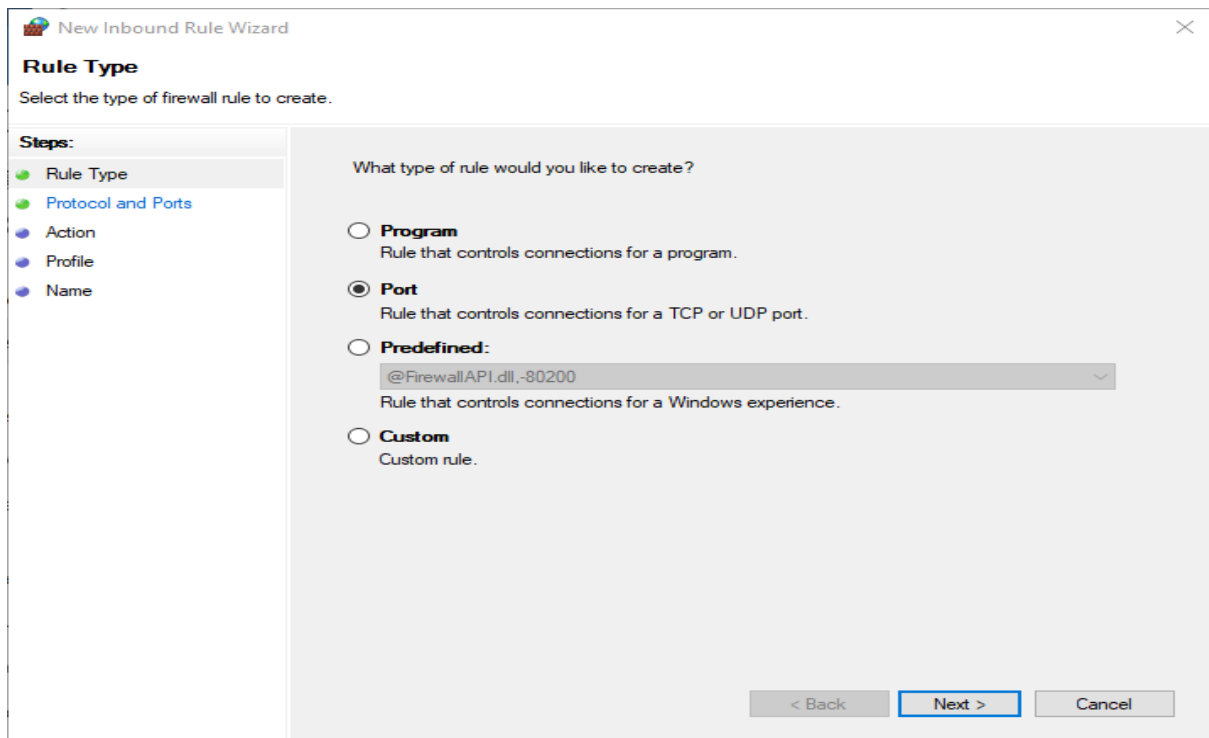 New Inbound Rule Wizard
Rule Type
Select the type of firewall rule to create.
Steps:
Rule Type
Protocol and Ports
Action
Profile
Name
What type of rule would you like to create?
Program
Rule that controls connections for a program.
Port
Rule that controls connections for a TCP or UDP port.
Predefined:
@FirewallAPI.dll,-80200
Rule that controls connections for a Windows experience.
Custom
Custom rule.
< Back Next > Cancel